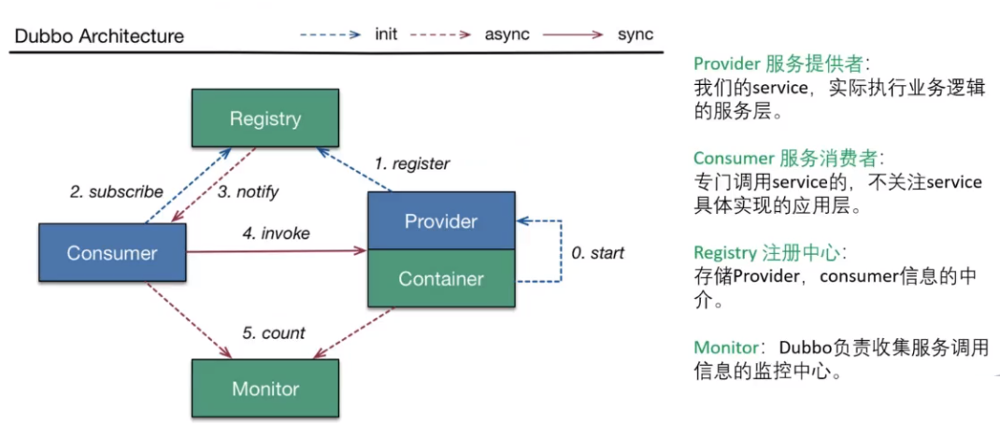 Dubbo Architecture
init
async
sync
Registry
1. register
2. subscribe
3. notify
Consumer
4. invoke
Provider
Container
0. start
5. count
Monitor
Provider 服务提供者：
我们的service，实际执行业务逻辑
的服务层。
Consumer 服务消费者：
专门调用service的，不关注service
具体实现的应用层。
Registry 注册中心：
存储Provider，consumer信息的中
介。
Monitor：Dubbo负责收集服务调用
信息的监控中心。